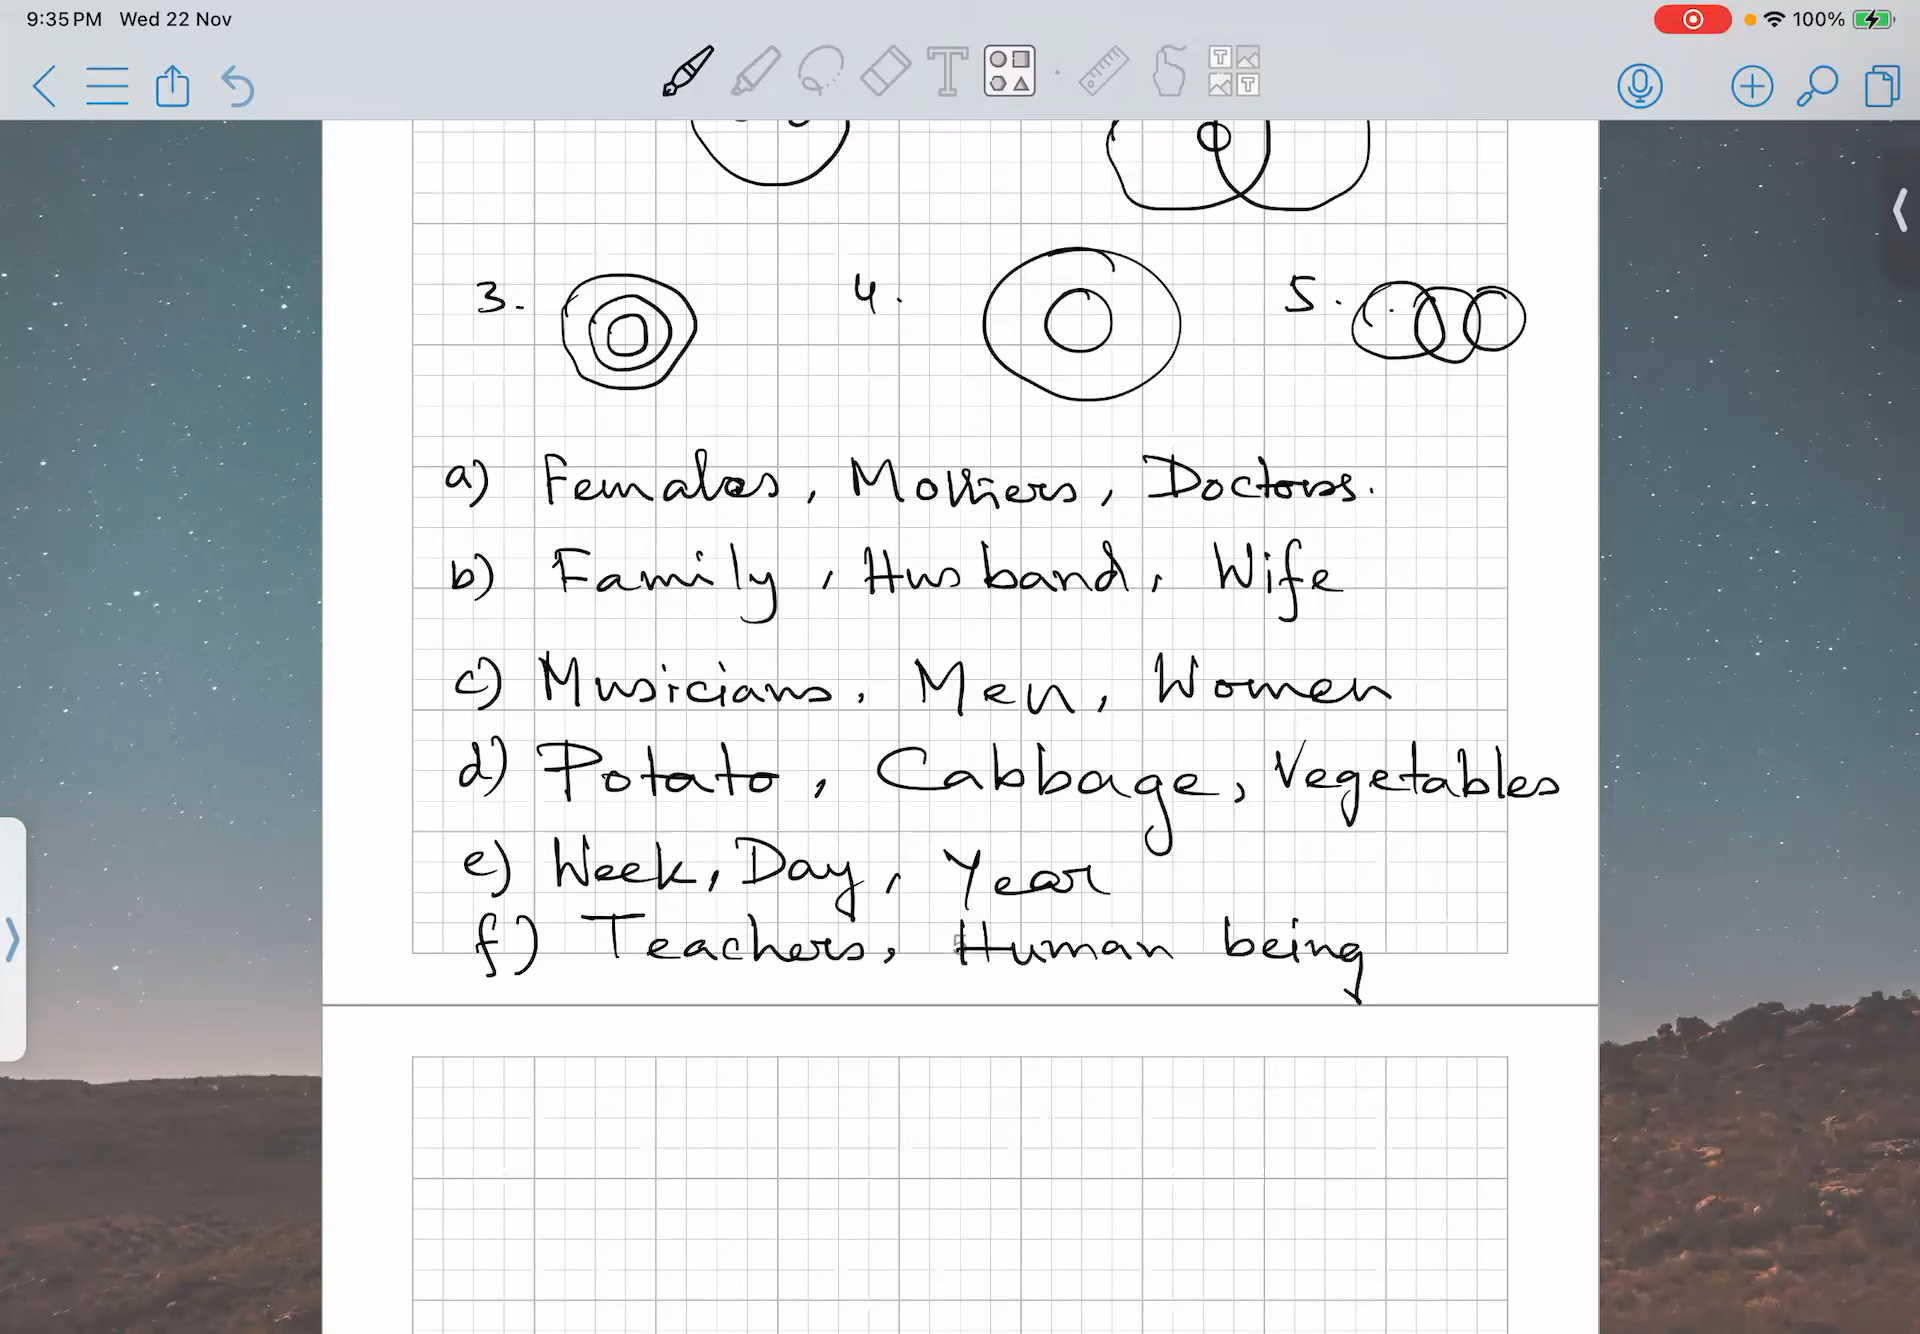 9:35 PM Wed 22 Nov 100%
3. 4. 5.
a) Females, Mothers, Doctors.
b) Family, Husband, Wife
c) Musicians, Men, Women
d) Potato, Cabbage, Vegetables
e) Week, Day, Year
f) Teachers, Human being